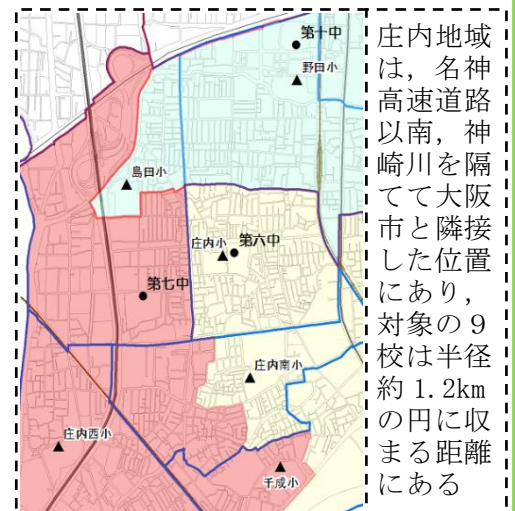 第十中
野田小
島田小
庄内小
第六中
第七中
庄内南小
庄内西小
千成小
庄内地域
は，名神
高速道路
以南，神
崎川を隔
てて大阪
市と隣接
した位置
にあり，
対象の９
校は半径
約 1.2km
の円に収
まる距離
にある